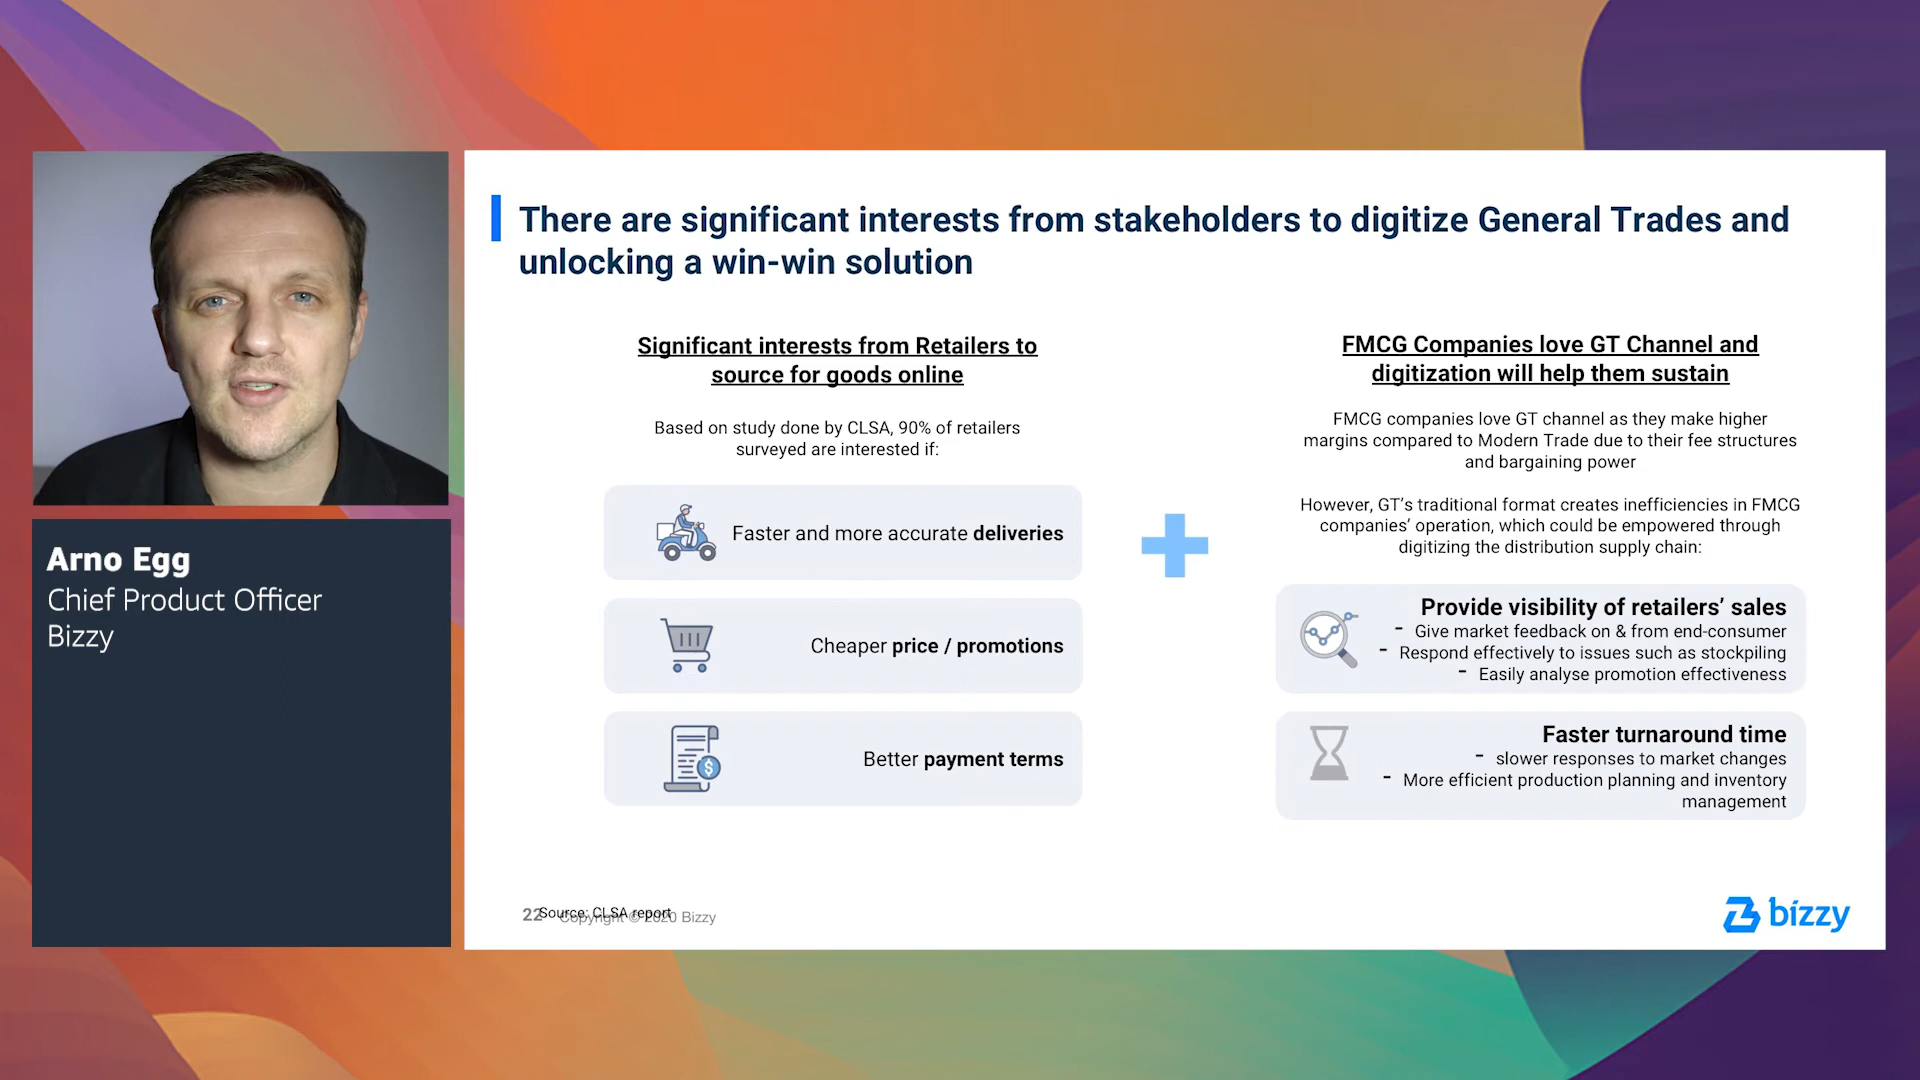 There are significant interests from stakeholders to digitize General Trades and
unlocking a win-win solution
Significant interests from Retailers to
source for goods online
Based on study done by CLSA, 90% of retailers
surveyed are interested if:
Faster and more accurate deliveries
Cheaper price / promotions
Better payment terms
FMCG Companies love GT Channel and
digitization will help them sustain
FMCG companies love GT channel as they make higher
margins compared to Modern Trade due to their fee structures
and bargaining power
However, GT’s traditional format creates inefficiencies in FMCG
companies’ operation, which could be empowered through
digitizing the distribution supply chain:
Provide visibility of retailers’ sales
- Give market feedback on & from end-consumer
- Respond effectively to issues such as stockpiling
- Easily analyse promotion effectiveness
Faster turnaround time
- slower responses to market changes
- More efficient production planning and inventory
management
Arno Egg
Chief Product Officer
Bizzy
22
Source: CLSA report
Copyright © 2020 Bizzy
bizzy